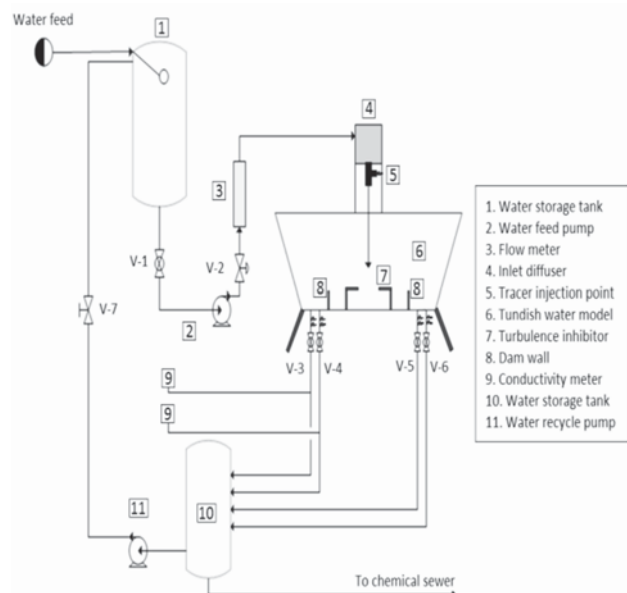 Water feed
1
4
3
5
1. Water storage tank
2. Water feed pump
3. Flow meter
4. Inlet diffuser
5. Tracer injection point
6. Tundish water model
7. Turbulence inhibitor
8. Dam wall
9. Conductivity meter
10. Water storage tank
11. Water recycle pump
6
V-1
V-2
8
7
8
V-7
2
V-3
V-4
V-5
V-6
9
9
11
10
To chemical sewer